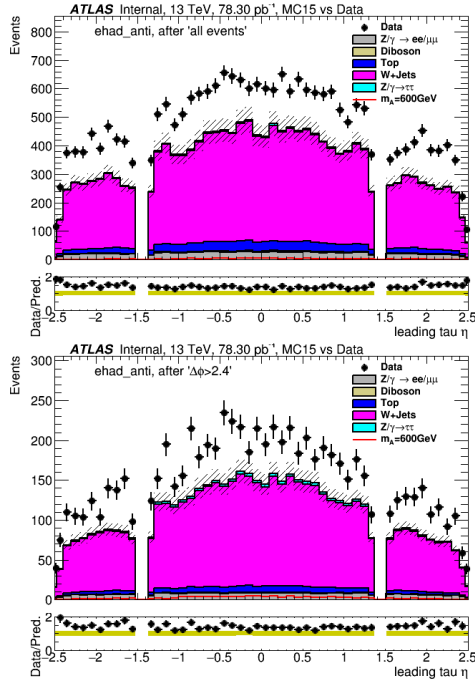 ATLAS Internal, 13 TeV, 78.30 pb⁻¹, MC15 vs Data
Events
800
700
600
500
400
300
200
100
0
ehad_anti, after 'all events'
Data
Z/γ → ee/μμ
Diboson
Top
W+Jets
Z/γ→ττ
m_A=600GeV
Data/Pred.
2
0
-2.5 −2 −1.5 −1 −0.5 0 0.5 1 1.5 2 2.5
leading tau η
ATLAS Internal, 13 TeV, 78.30 pb⁻¹, MC15 vs Data
Events
300
250
200
150
100
50
0
ehad_anti, after 'Δϕ>2.4'
Data
Z/γ → ee/μμ
Diboson
Top
W+Jets
Z/γ→ττ
m_A=600GeV
Data/Pred.
2
0
-2.5 −2 −1.5 −1 −0.5 0 0.5 1 1.5 2 2.5
leading tau η